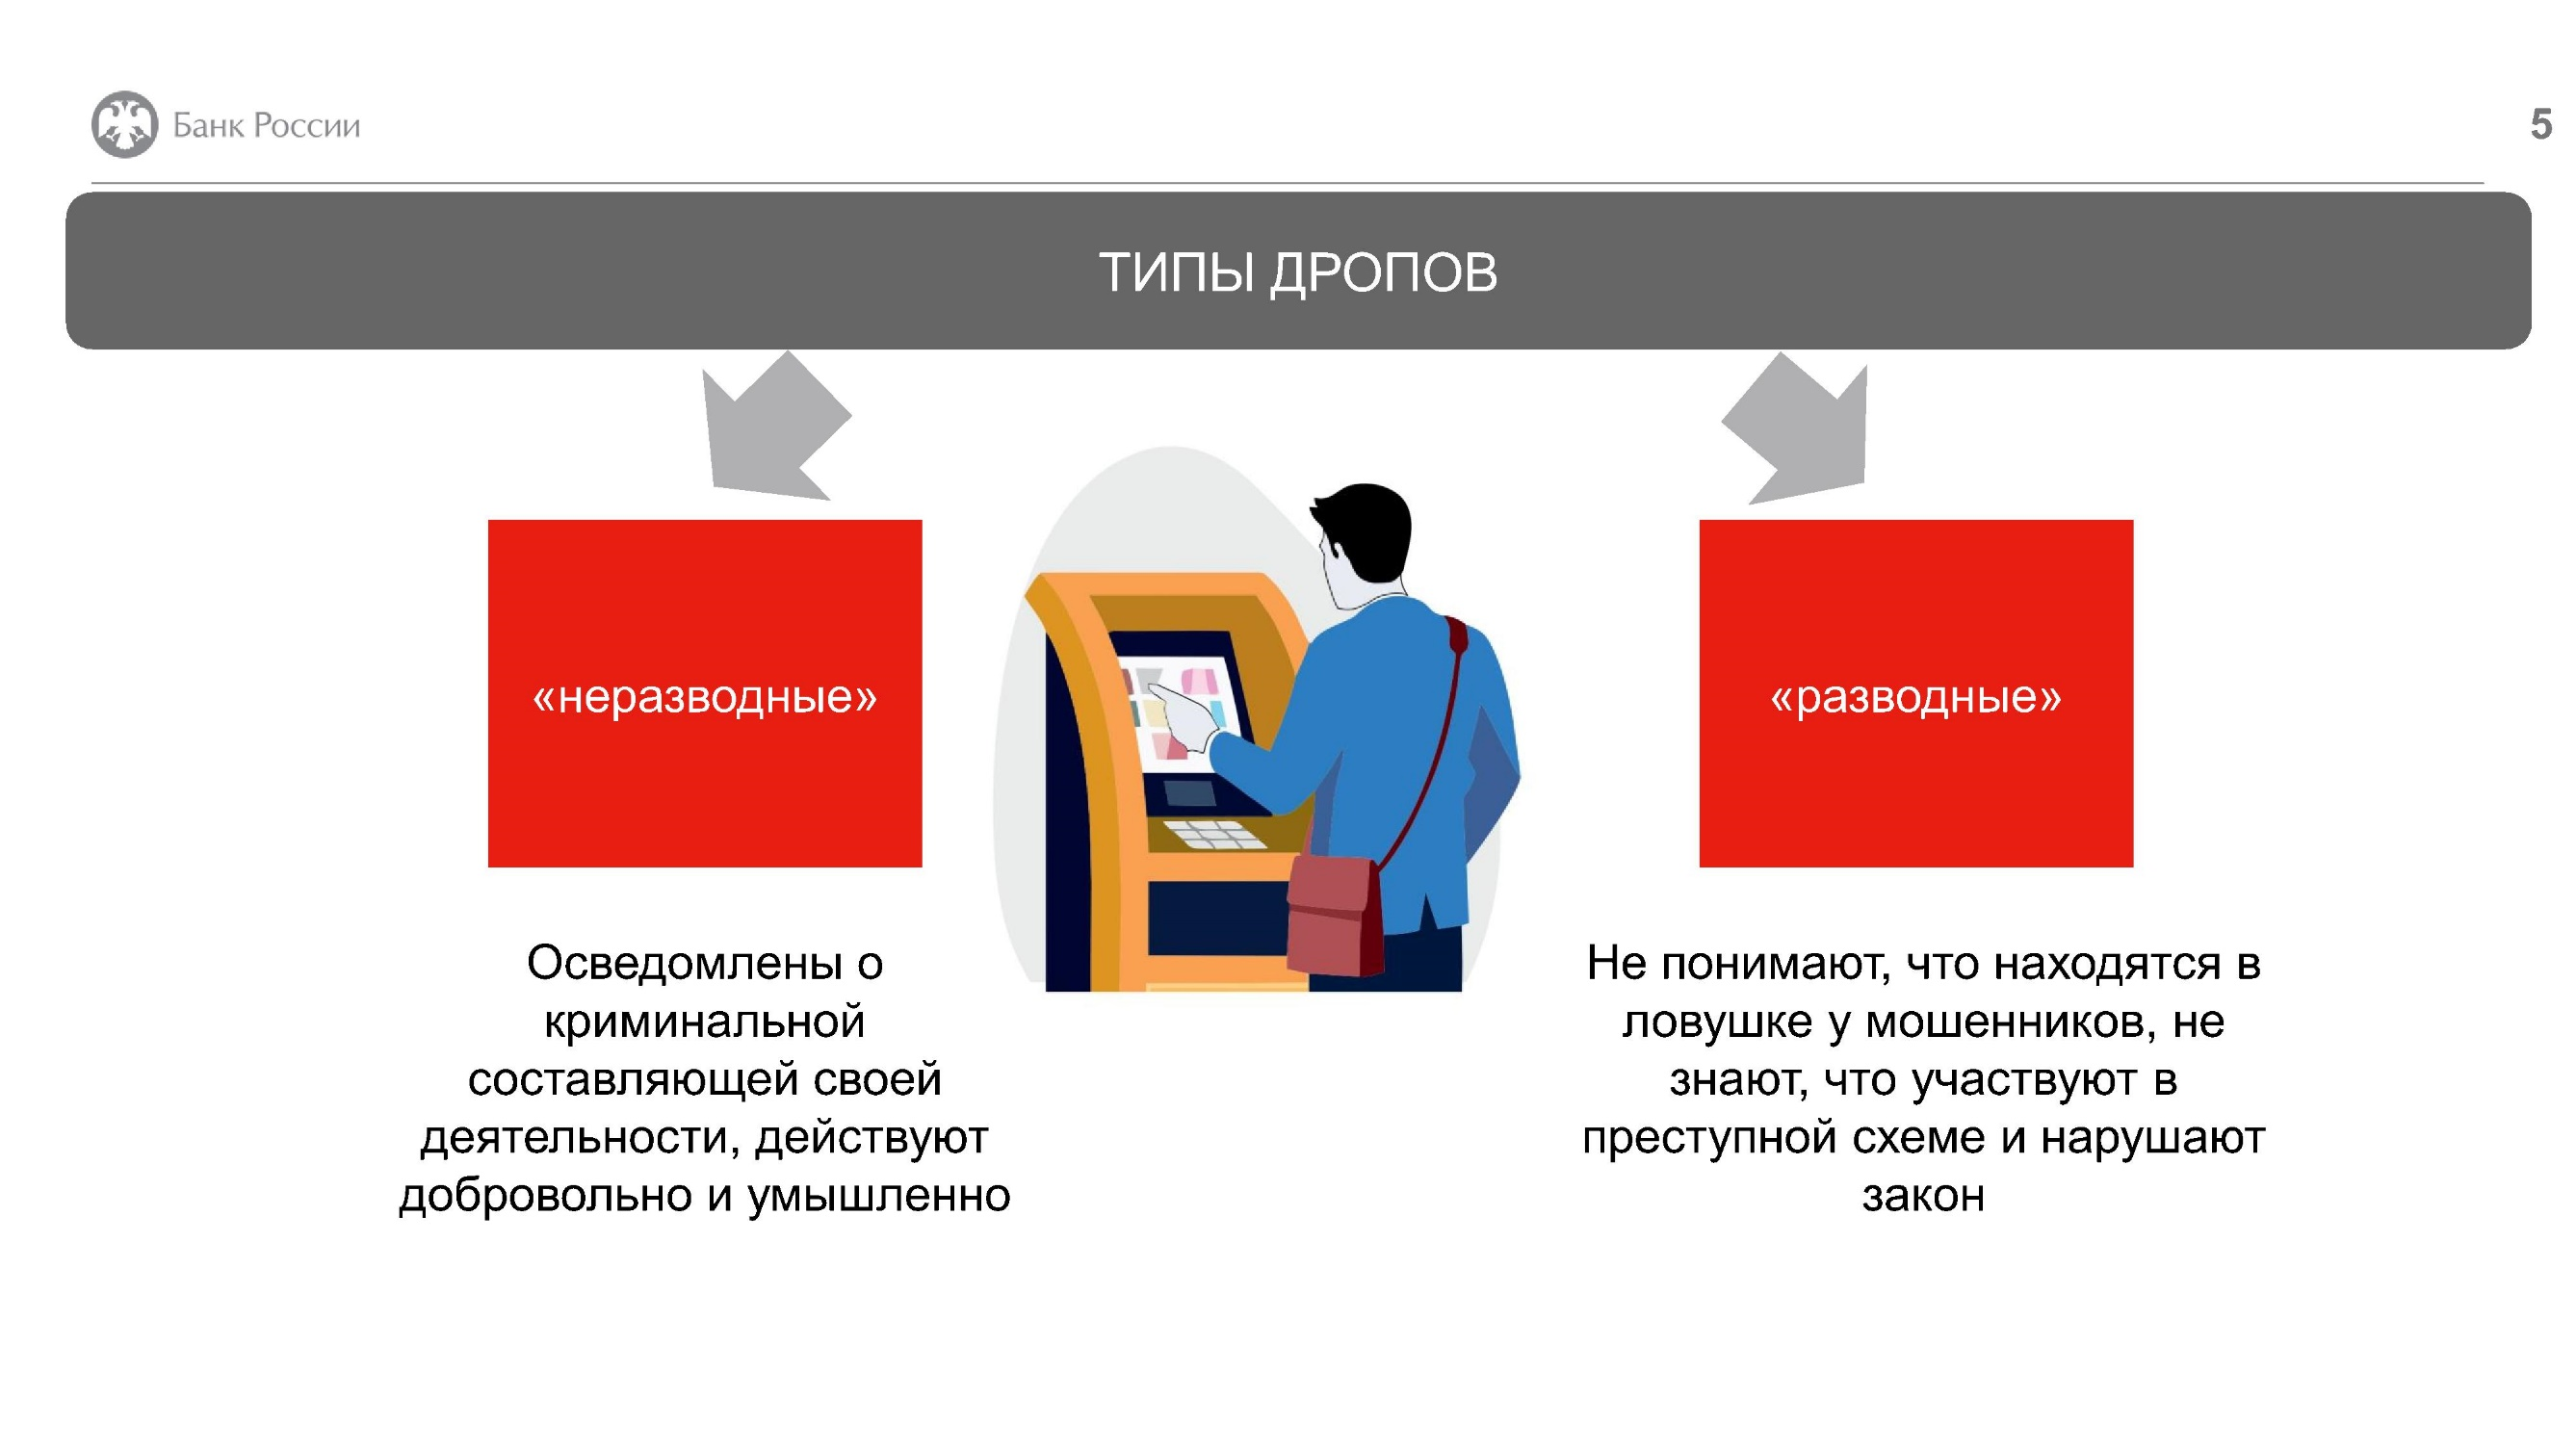 Банк России
5
ТИПЫ ДРОПОВ
«неразводные»
«разводные»
Осведомлены о
криминальной
составляющей своей
деятельности, действуют
добровольно и умышленно
Не понимают, что находятся в
ловушке у мошенников, не
знают, что участвуют в
преступной схеме и нарушают
закон